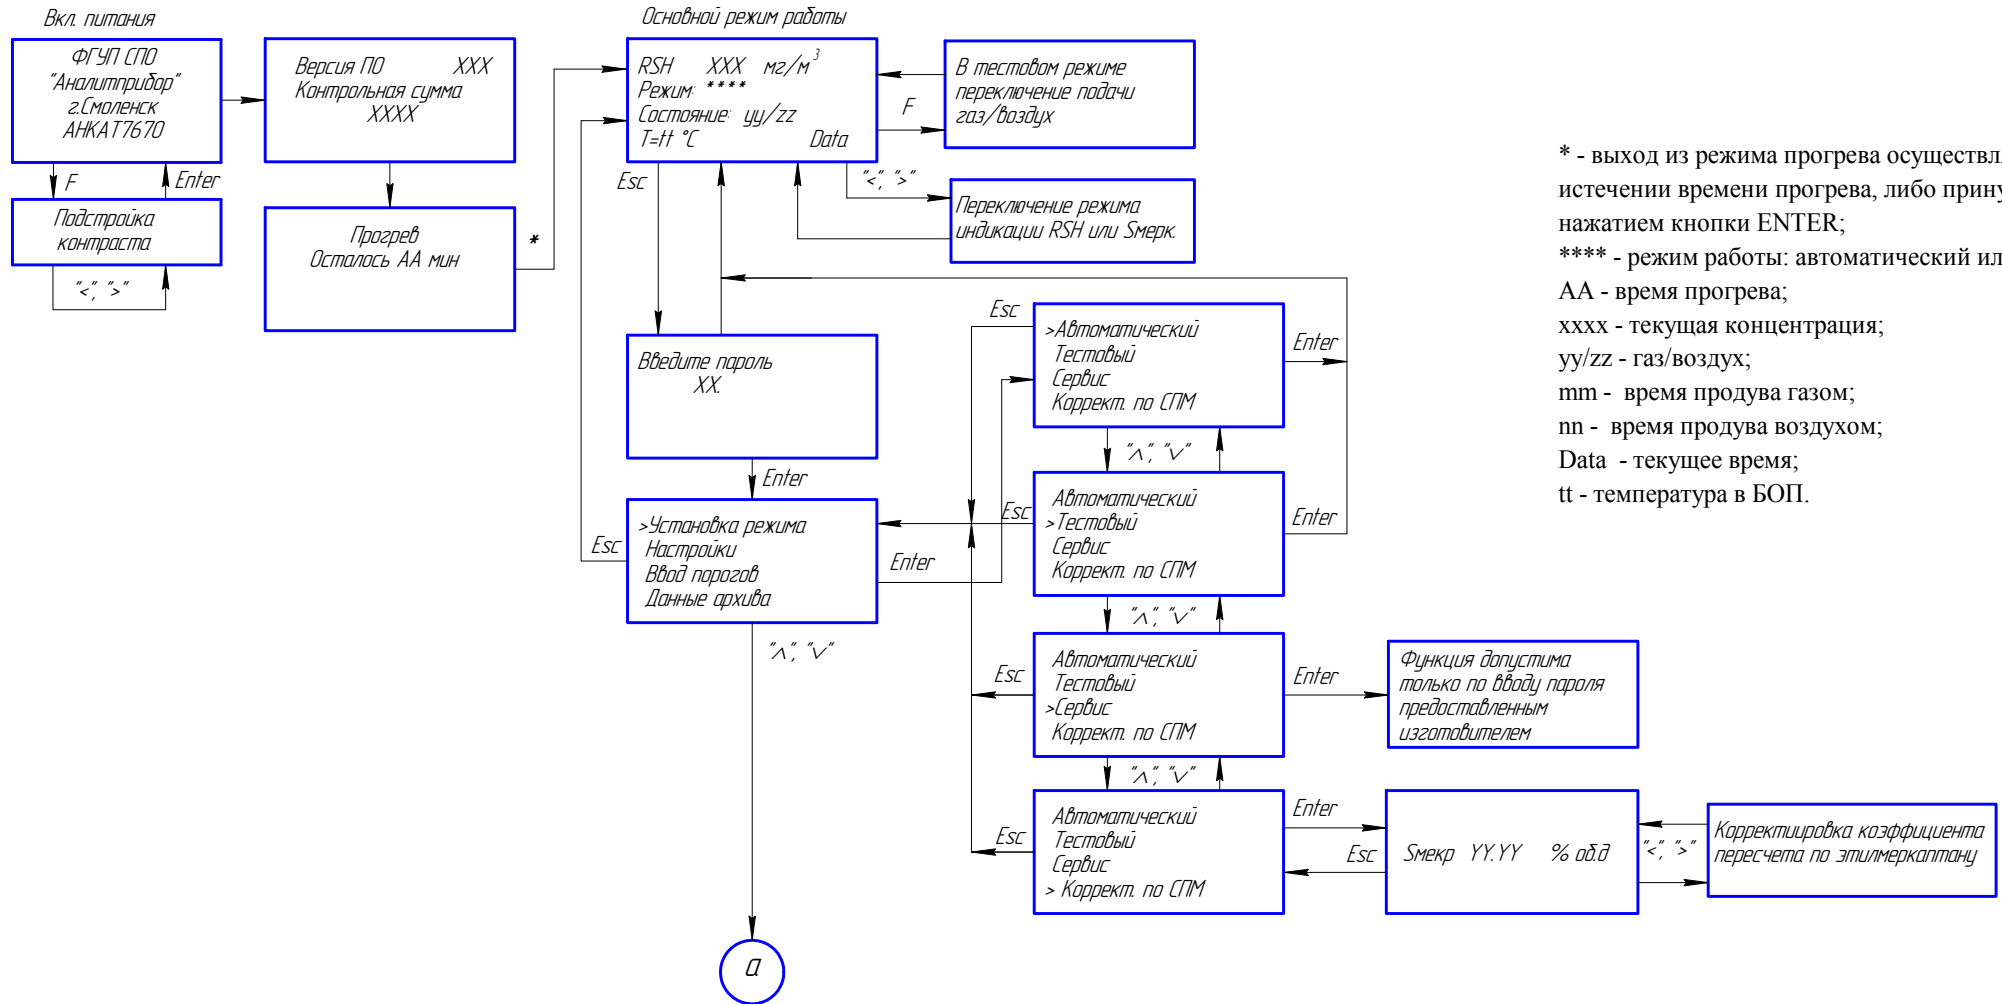 Вкл. питания
ФГУП СПО
"Аналитприбор"
г.Смоленск
АНКАТ7670
F
Enter
Подстройка
контраста
"<", ">"
Версия ПО XXX
Контрольная сумма
XXXX
Прогрев
Осталось АА мин
*
Основной режим работы
RSH XXX мг/м³
Режим: ****
Состояние: yy/zz
T=tt °C Data
F
В тестовом режиме
переключение подачи
газ/воздух
"<", ">"
Переключение режима
индикации RSH или Sмерк.
Esc
Введите пароль
XX.
Enter
>Установка режима
Настройки
Ввод порогов
Данные архива
Esc
Enter
"∧", "∨"
а
Esc
>Автоматический
Тестовый
Сервис
Коррект. по СПМ
Enter
"∧", "∨"
Esc
Автоматический
>Тестовый
Сервис
Коррект. по СПМ
Enter
"∧", "∨"
Esc
Автоматический
Тестовый
>Сервис
Коррект. по СПМ
Enter
Функция допустима
только по вводу пароля
предоставленным
изготовителем
"∧", "∨"
Esc
Автоматический
Тестовый
Сервис
> Коррект. по СПМ
Enter
Esc
Sмекр YY.YY % об.д
"<", ">"
Корректиировка коэффициента
пересчета по этилмеркаптану
* - выход из режима прогрева осуществл
истечении времени прогрева, либо прину
нажатием кнопки ENTER;
**** - режим работы: автоматический ил
АА - время прогрева;
xxxx - текущая концентрация;
yy/zz - газ/воздух;
mm - время продува газом;
nn - время продува воздухом;
Data - текущее время;
tt - температура в БОП.